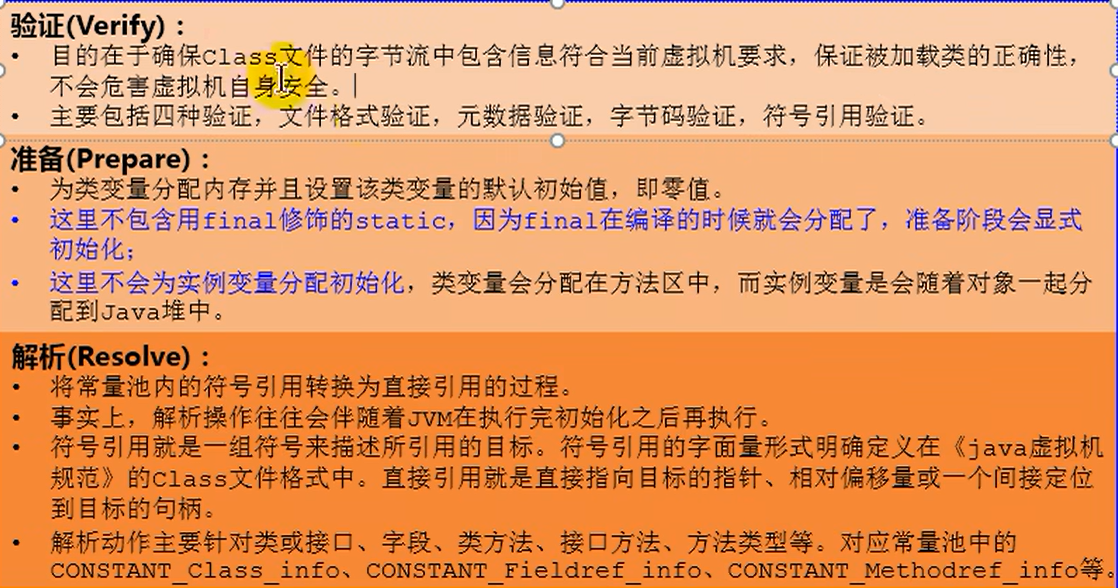 验证(Verify)：
• 目的在于确保Class文件的字节流中包含信息符合当前虚拟机要求，保证被加载类的正确性，
不会危害虚拟机自身安全。
• 主要包括四种验证，文件格式验证，元数据验证，字节码验证，符号引用验证。
准备(Prepare)：
• 为类变量分配内存并且设置该类变量的默认初始值，即零值。
• 这里不包含用final修饰的static，因为final在编译的时候就会分配了，准备阶段会显式
初始化；
• 这里不会为实例变量分配初始化，类变量会分配在方法区中，而实例变量是会随着对象一起分
配到Java堆中。
解析(Resolve)：
• 将常量池内的符号引用转换为直接引用的过程。
• 事实上，解析操作往往会伴随着JVM在执行完初始化之后再执行。
• 符号引用就是一组符号来描述所引用的目标。符号引用的字面量形式明确定义在《java虚拟机
规范》的Class文件格式中。直接引用就是直接指向目标的指针、相对偏移量或一个间接定位
到目标的句柄。
• 解析动作主要针对类或接口、字段、类方法、接口方法、方法类型等。对应常量池中的
CONSTANT_Class_info、CONSTANT_Fieldref_info、CONSTANT_Methodref_info等